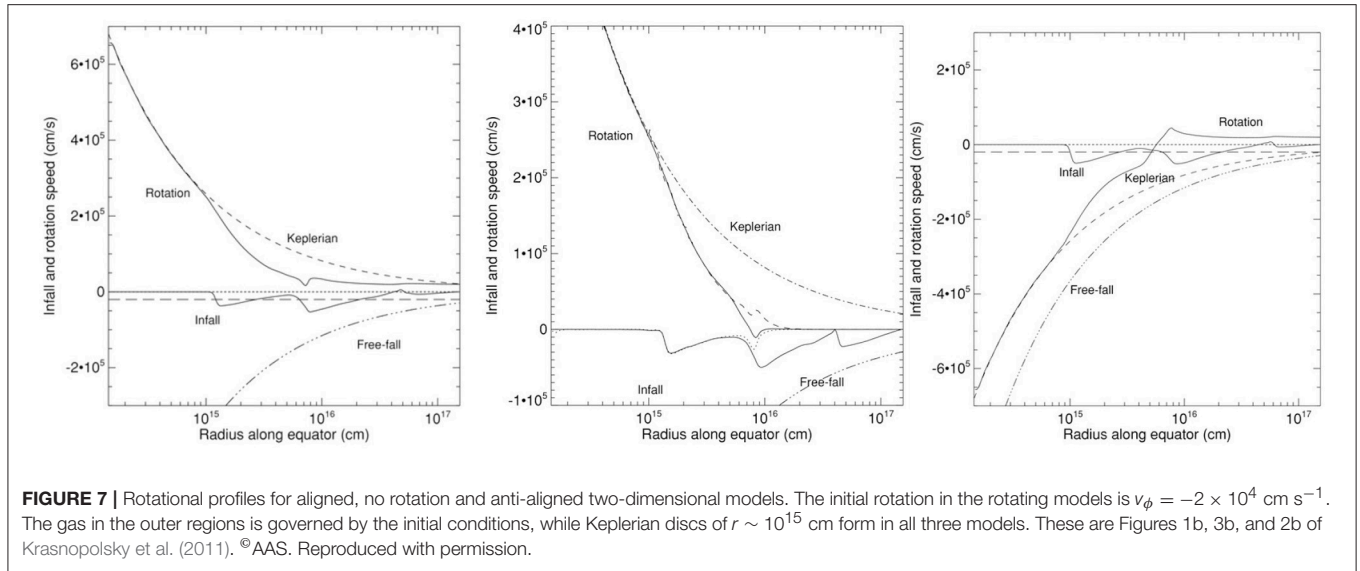 6•10⁵
4•10⁵
2•10⁵
0
-2•10⁵
Infall and rotation speed (cm/s)
Rotation
Keplerian
Infall
Free-fall
10¹⁵
10¹⁶
10¹⁷
Radius along equator (cm)
4•10⁵
3•10⁵
2•10⁵
1•10⁵
0
-1•10⁵
Infall and rotation speed (cm/s)
Rotation
Keplerian
Infall
Free-fall
10¹⁵
10¹⁶
10¹⁷
Radius along equator (cm)
2•10⁵
0
-2•10⁵
-4•10⁵
-6•10⁵
Infall and rotation speed (cm/s)
Rotation
Infall
Keplerian
Free-fall
10¹⁵
10¹⁶
10¹⁷
Radius along equator (cm)
FIGURE 7 | Rotational profiles for aligned, no rotation and anti-aligned two-dimensional models. The initial rotation in the rotating models is vϕ = −2 × 10⁴ cm s⁻¹.
The gas in the outer regions is governed by the initial conditions, while Keplerian discs of r ∼ 10¹⁵ cm form in all three models. These are Figures 1b, 3b, and 2b of
Krasnopolsky et al. (2011). ©AAS. Reproduced with permission.